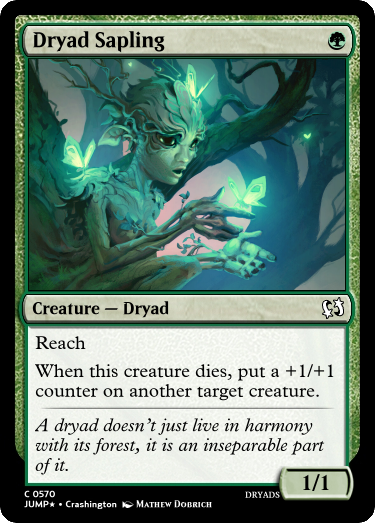 Dryad Sapling
Creature — Dryad
Reach
When this creature dies, put a +1/+1
counter on another target creature.
A dryad doesn't just live in harmony
with its forest, it is an inseparable part
of it.
1/1
C 0570
DRYADS
JUMP★ • Crashington Mathew Dobrich